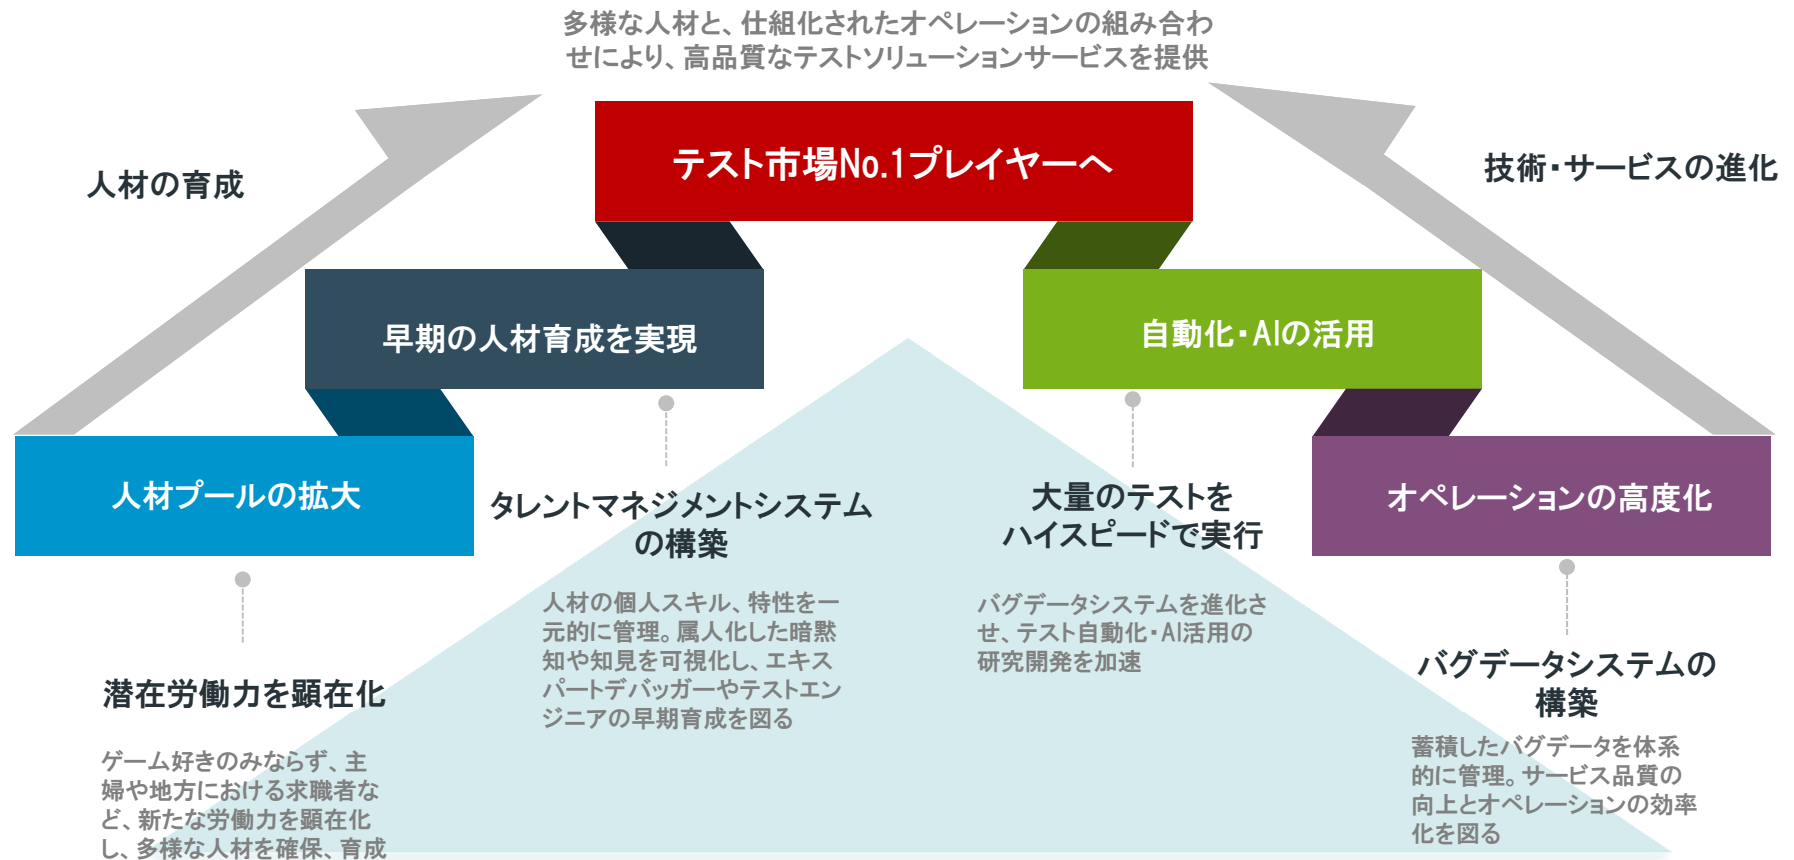 多様な人材と、仕組化されたオペレーションの組み合わ
せにより、高品質なテストソリューションサービスを提供
テスト市場No.1プレイヤーへ
人材の育成
技術・サービスの進化
早期の人材育成を実現
自動化・AIの活用
人材プールの拡大
オペレーションの高度化
タレントマネジメントシステム
の構築
人材の個人スキル、特性を一
元的に管理。属人化した暗黙
知や知見を可視化し、エキス
パートデバッガーやテストエン
ジニアの早期育成を図る
大量のテストを
ハイスピードで実行
バグデータシステムを進化さ
せ、テスト自動化・AI活用の
研究開発を加速
潜在労働力を顕在化
ゲーム好きのみならず、主
婦や地方における求職者な
ど、新たな労働力を顕在化
し、多様な人材を確保、育成
バグデータシステムの
構築
蓄積したバグデータを体系
的に管理。サービス品質の
向上とオペレーションの効率
化を図る